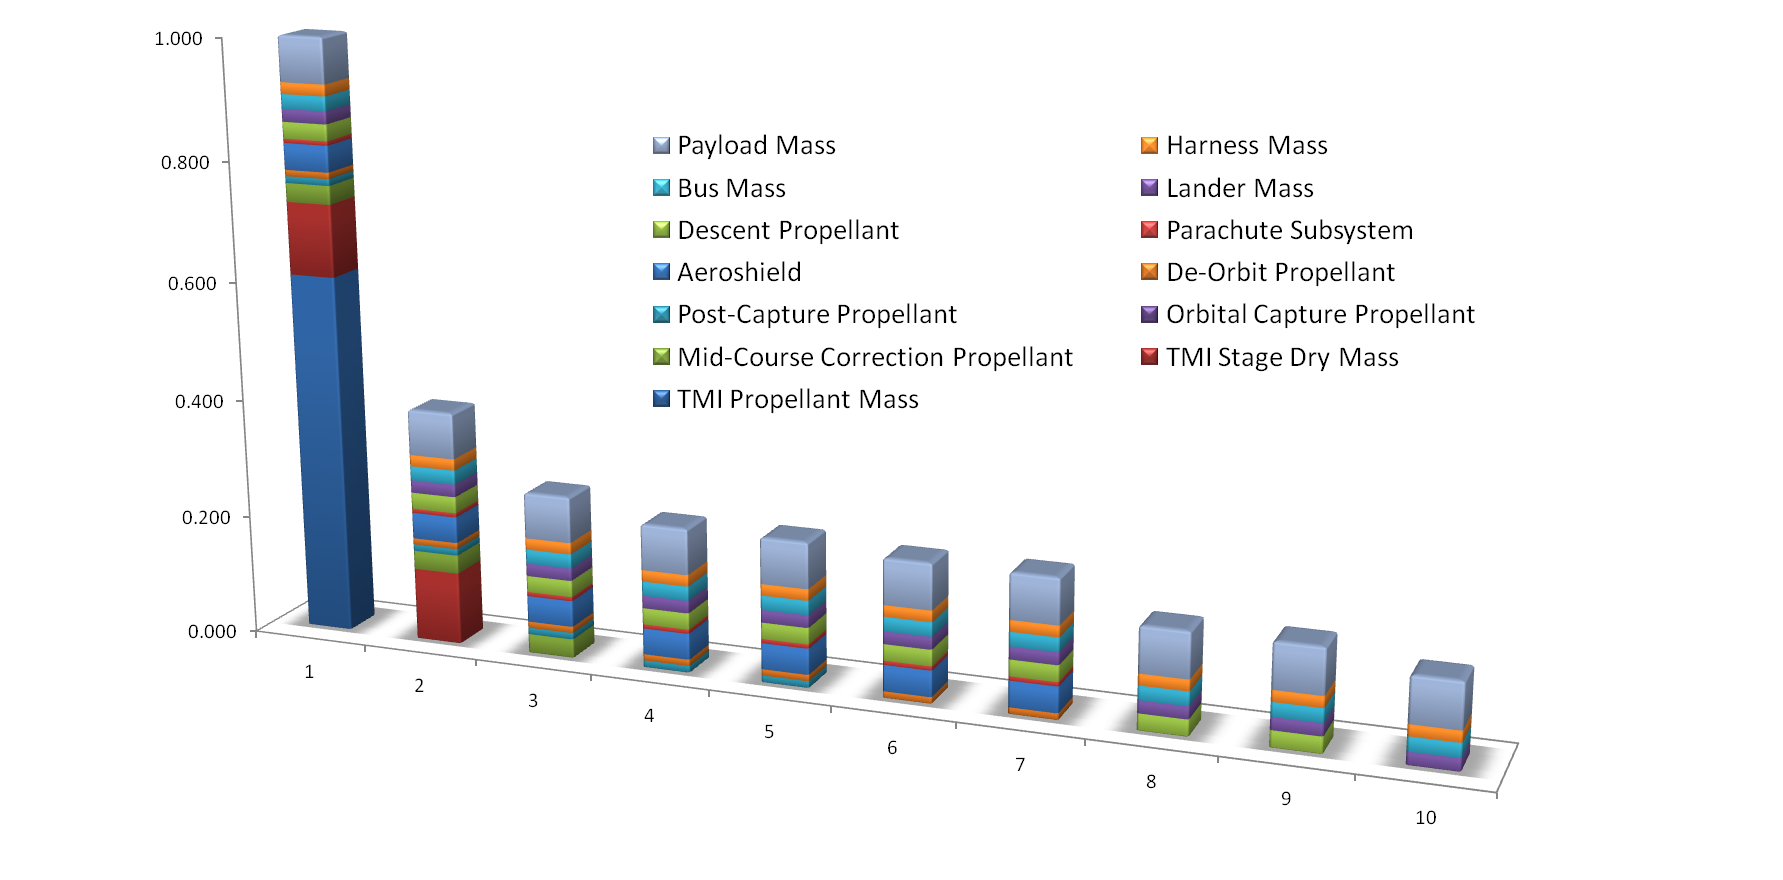 1.000
0.800
0.600
0.400
0.200
0.000
Payload Mass
Harness Mass
Bus Mass
Lander Mass
Descent Propellant
Parachute Subsystem
Aeroshield
De-Orbit Propellant
Post-Capture Propellant
Orbital Capture Propellant
Mid-Course Correction Propellant
TMI Stage Dry Mass
TMI Propellant Mass
1
2
3
4
5
6
7
8
9
10